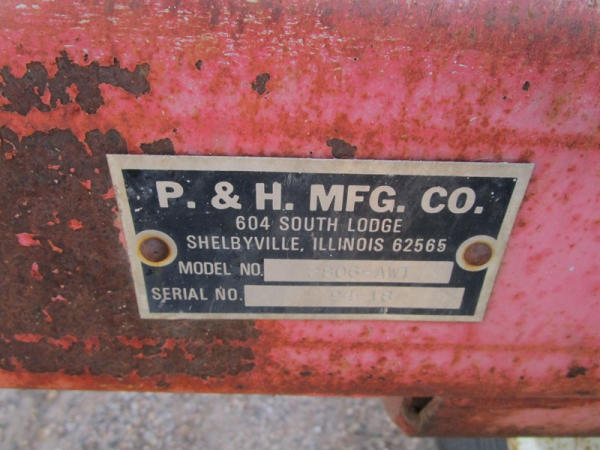 P. & H. MFG. CO.
604 SOUTH LODGE
SHELBYVILLE, ILLINOIS 62565
MODEL NO.
SERIAL NO.